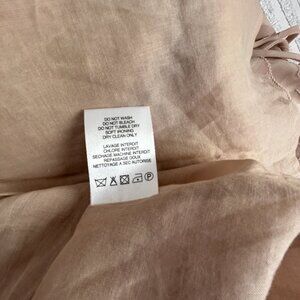 DO NOT WASH
DO NOT BLEACH
DO NOT TUMBLE DRY
SOFT IRONING
DRY CLEAN ONLY
LAVAGE INTERDIT
CHLORE INTERDIT
SECHAGE MACHINE INTERDIT
REPASSAGE DOUX
NETTOYAGE A SEC AUTORISE
P